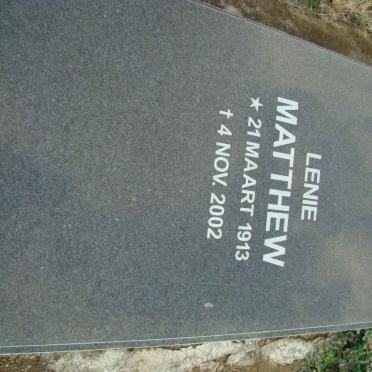 LENIE
MATTHEW
★ 21 MAART 1913
✝ 4 NOV. 2002